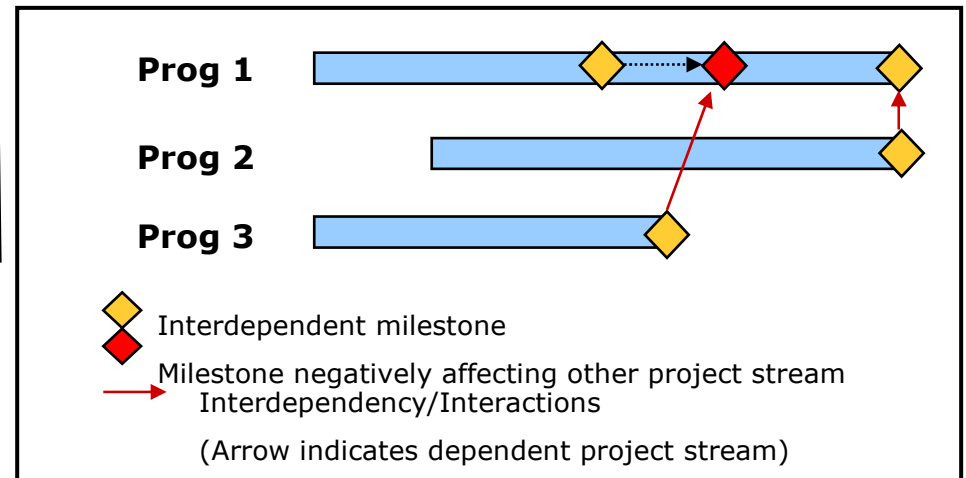 Prog 1
Prog 2
Prog 3
Interdependent milestone
Milestone negatively affecting other project stream
Interdependency/Interactions
(Arrow indicates dependent project stream)